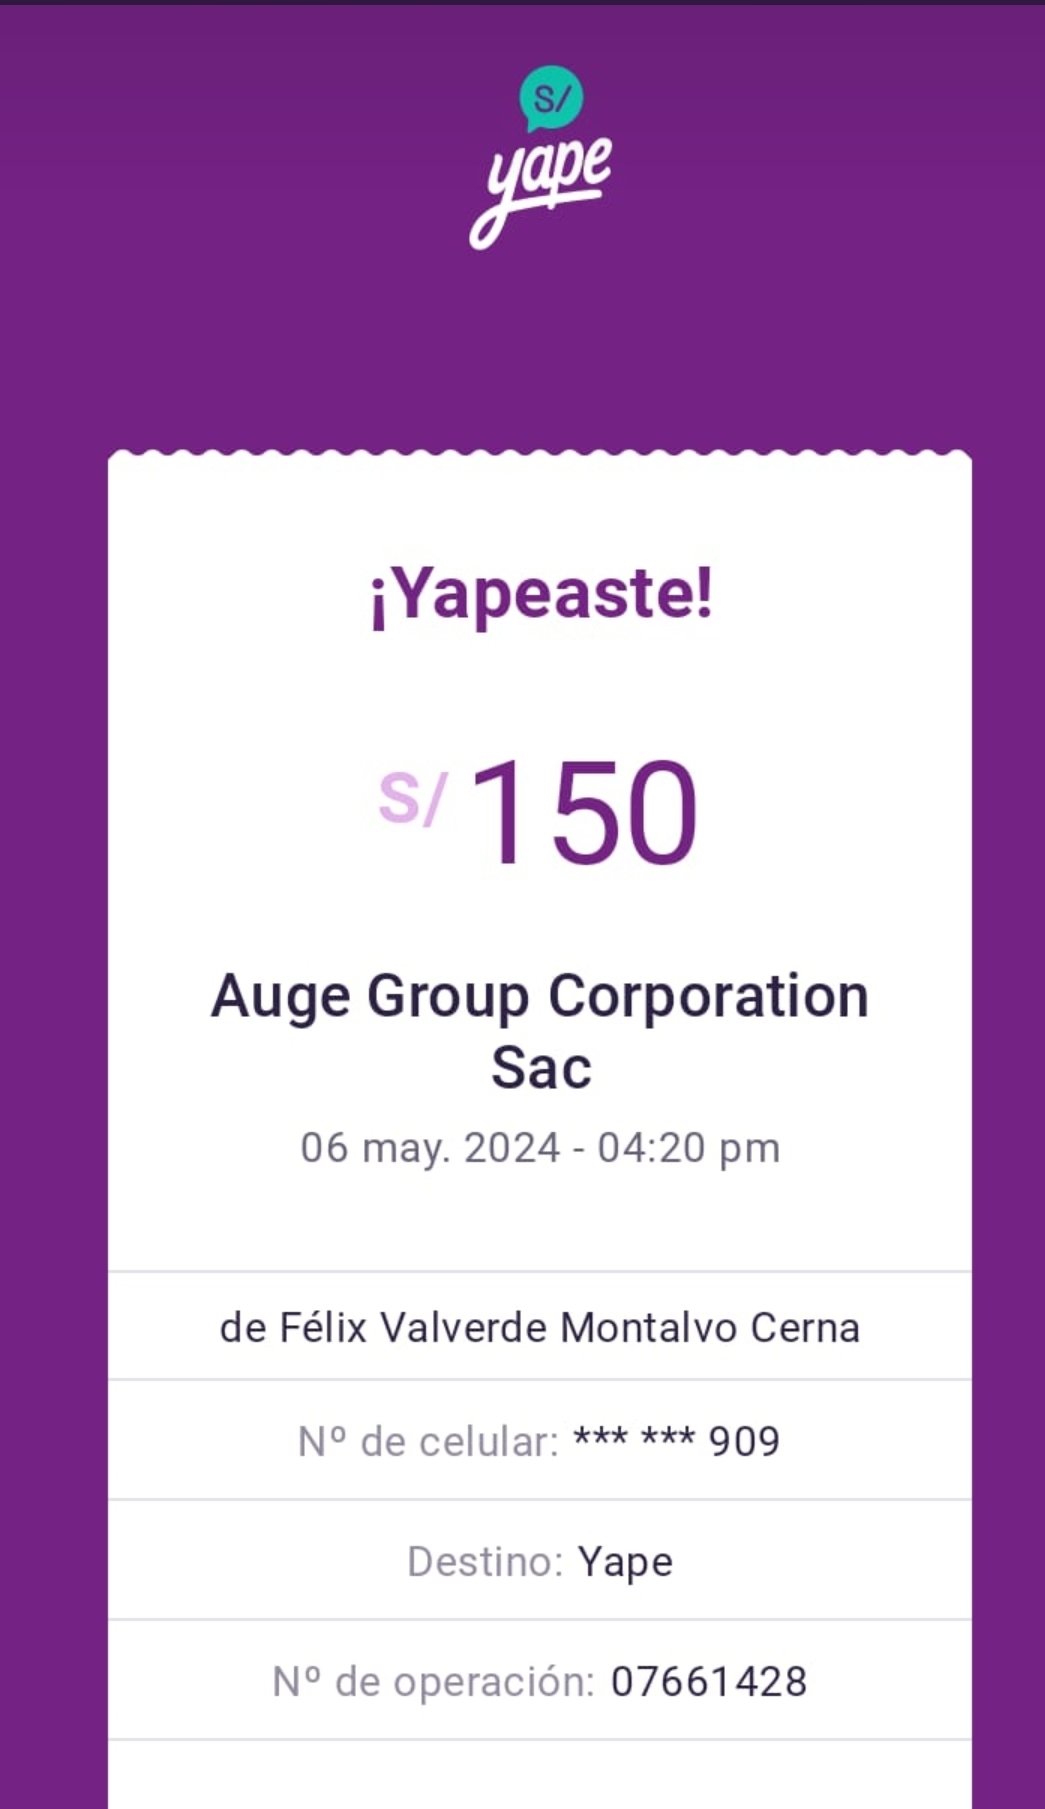 S/
yape
¡Yapeaste!
S/ 150
Auge Group Corporation
Sac
06 may. 2024 - 04:20 pm
de Félix Valverde Montalvo Cerna
Nº de celular: *** *** 909
Destino: Yape
Nº de operación: 07661428